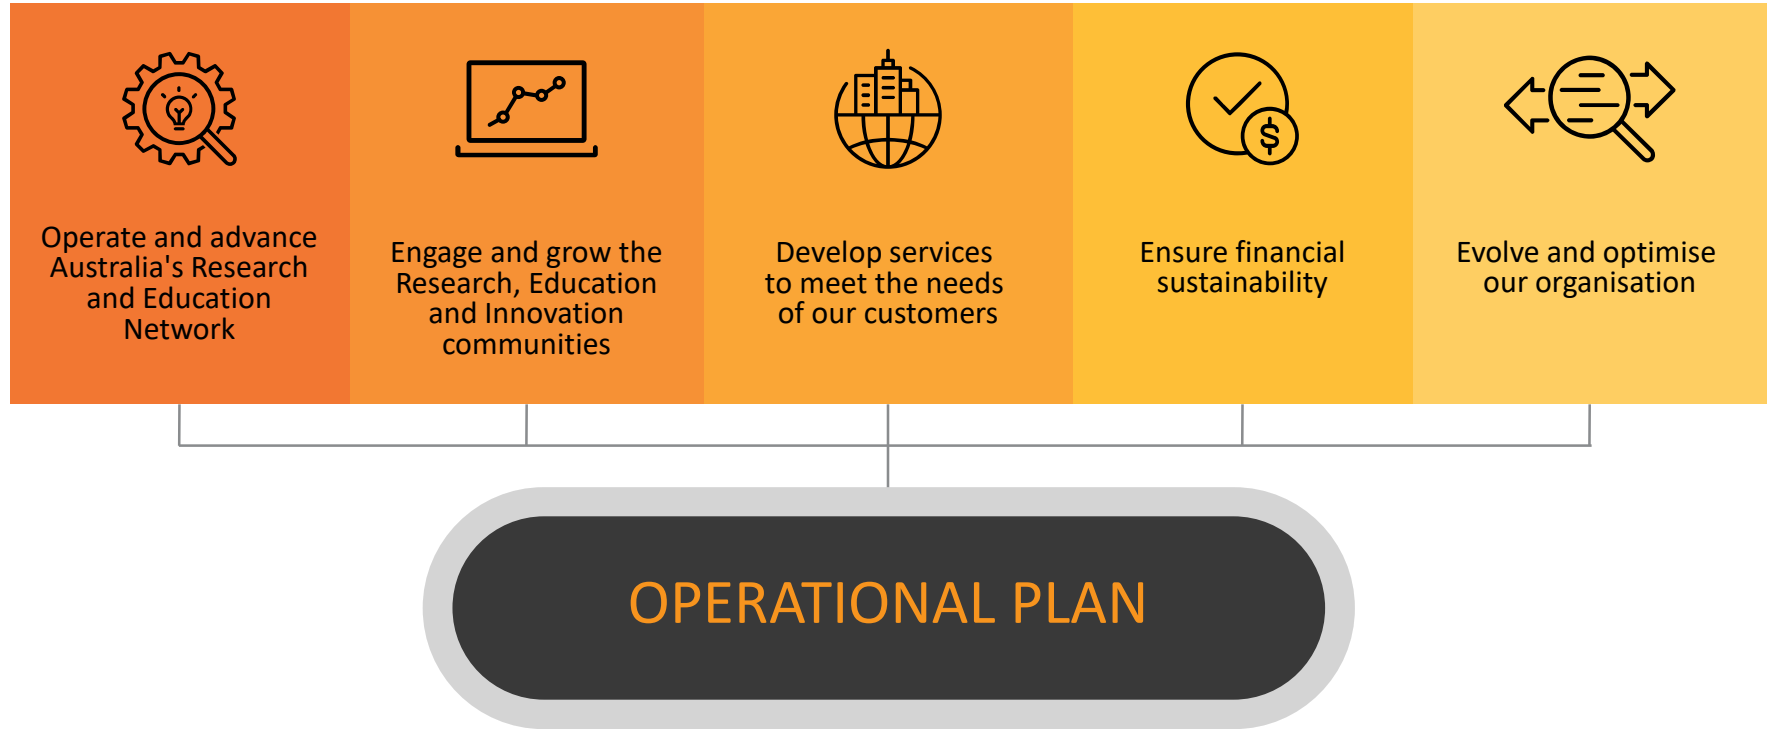 Operate and advance
Australia's Research
and Education
Network
Engage and grow the
Research, Education
and Innovation
communities
Develop services
to meet the needs
of our customers
$
Ensure financial
sustainability
Evolve and optimise
our organisation
OPERATIONAL PLAN